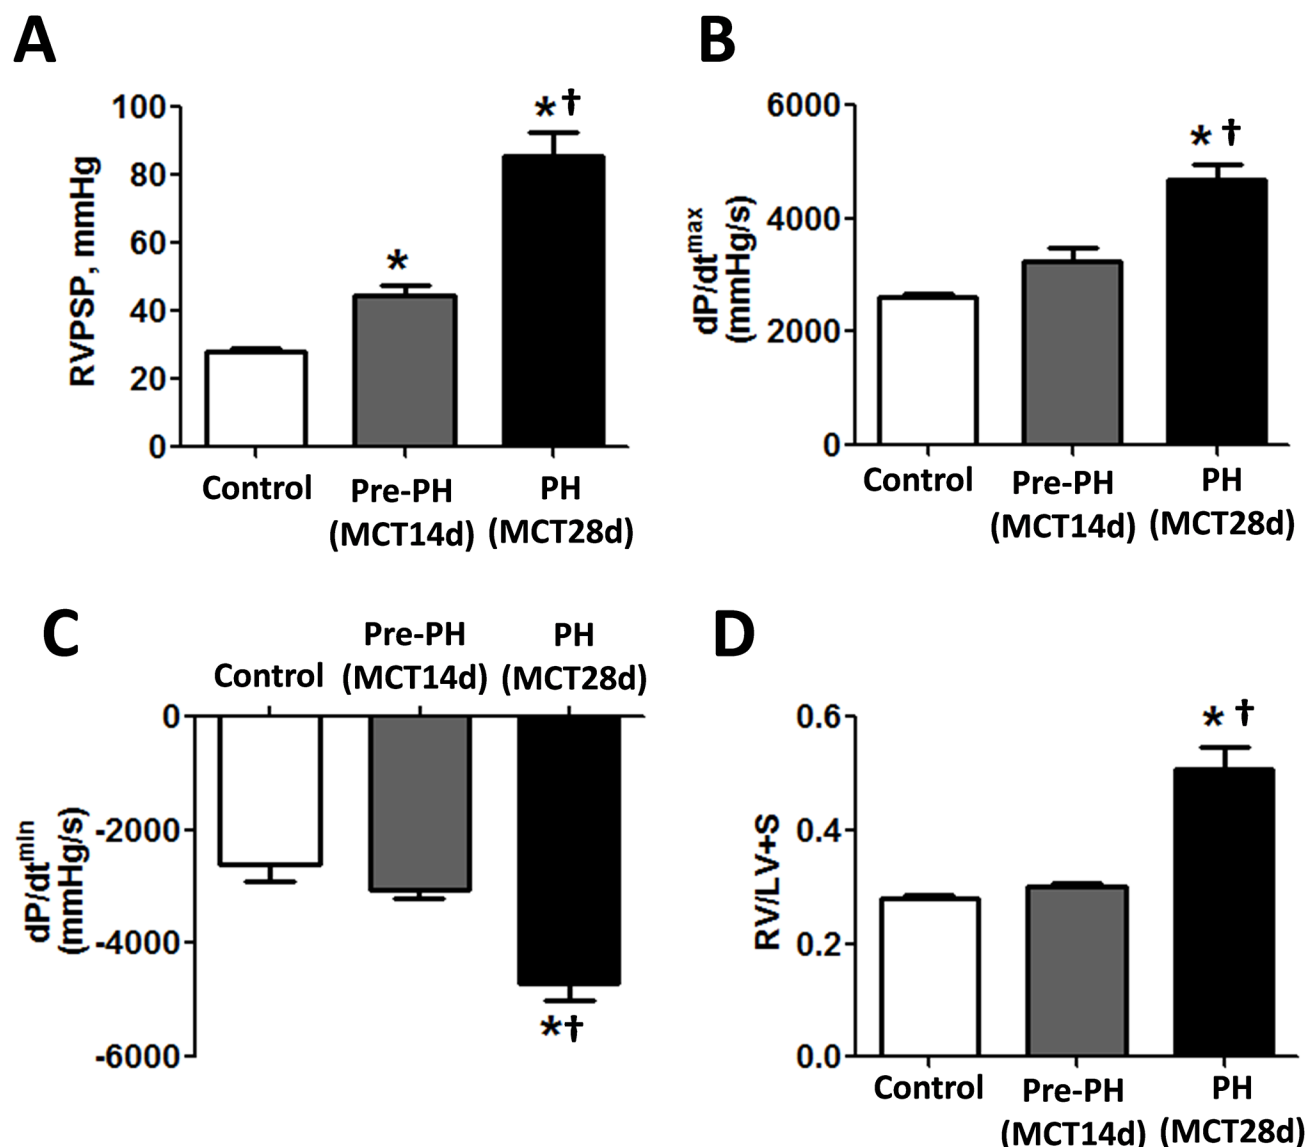 A
RVPSP, mmHg
100
80
60
40
20
0
*
*†
Control
Pre-PH
(MCT14d)
PH
(MCT28d)
B
dP/dtmax
(mmHg/s)
6000
4000
2000
0
* †
Control
Pre-PH
(MCT14d)
PH
(MCT28d)
C
Control
Pre-PH
(MCT14d)
PH
(MCT28d)
dP/dtmin
(mmHg/s)
0
-2000
-4000
-6000
*†
D
RV/LV+S
0.6
0.4
0.2
0.0
* †
Control
Pre-PH
(MCT14d)
PH
(MCT28d)